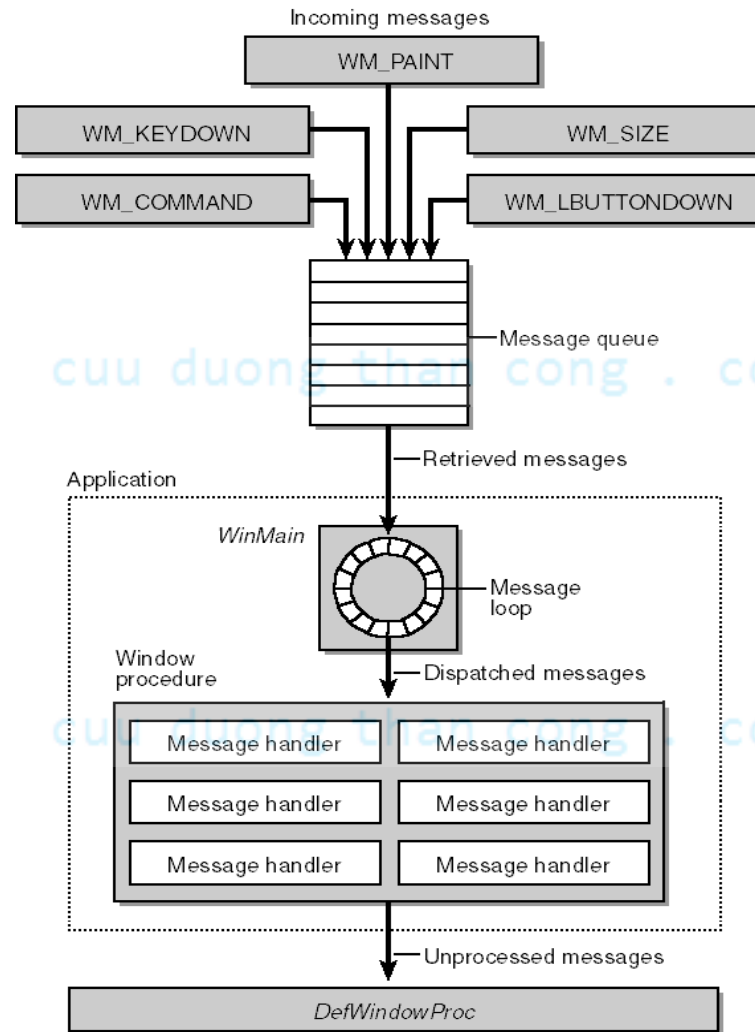 Incoming messages
WM_PAINT
WM_KEYDOWN
WM_SIZE
WM_COMMAND
WM_LBUTTONDOWN
Message queue
cuu duong than cong . co
Retrieved messages
Application
WinMain
Message
loop
Window
procedure
Dispatched messages
cuu duong than cong . co
Message handler
Message handler
Message handler
Message handler
Message handler
Message handler
Unprocessed messages
DefWindowProc